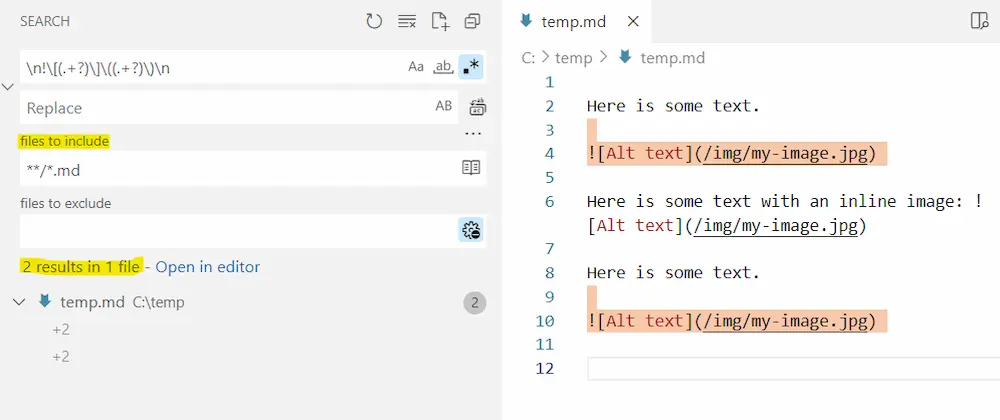 SEARCH
\n!\[(.+?)\]\((.+?)\)\n
Aa ab .*
Replace
AB
files to include
...
**/*.md
files to exclude
2 results in 1 file - Open in editor
temp.md C:\temp 2
+2
+2
temp.md
C: > temp > temp.md
1
2 Here is some text.
3
4 ![Alt text](/img/my-image.jpg)
5
6 Here is some text with an inline image: !
[Alt text](/img/my-image.jpg)
7
8 Here is some text.
9
10 ![Alt text](/img/my-image.jpg)
11
12